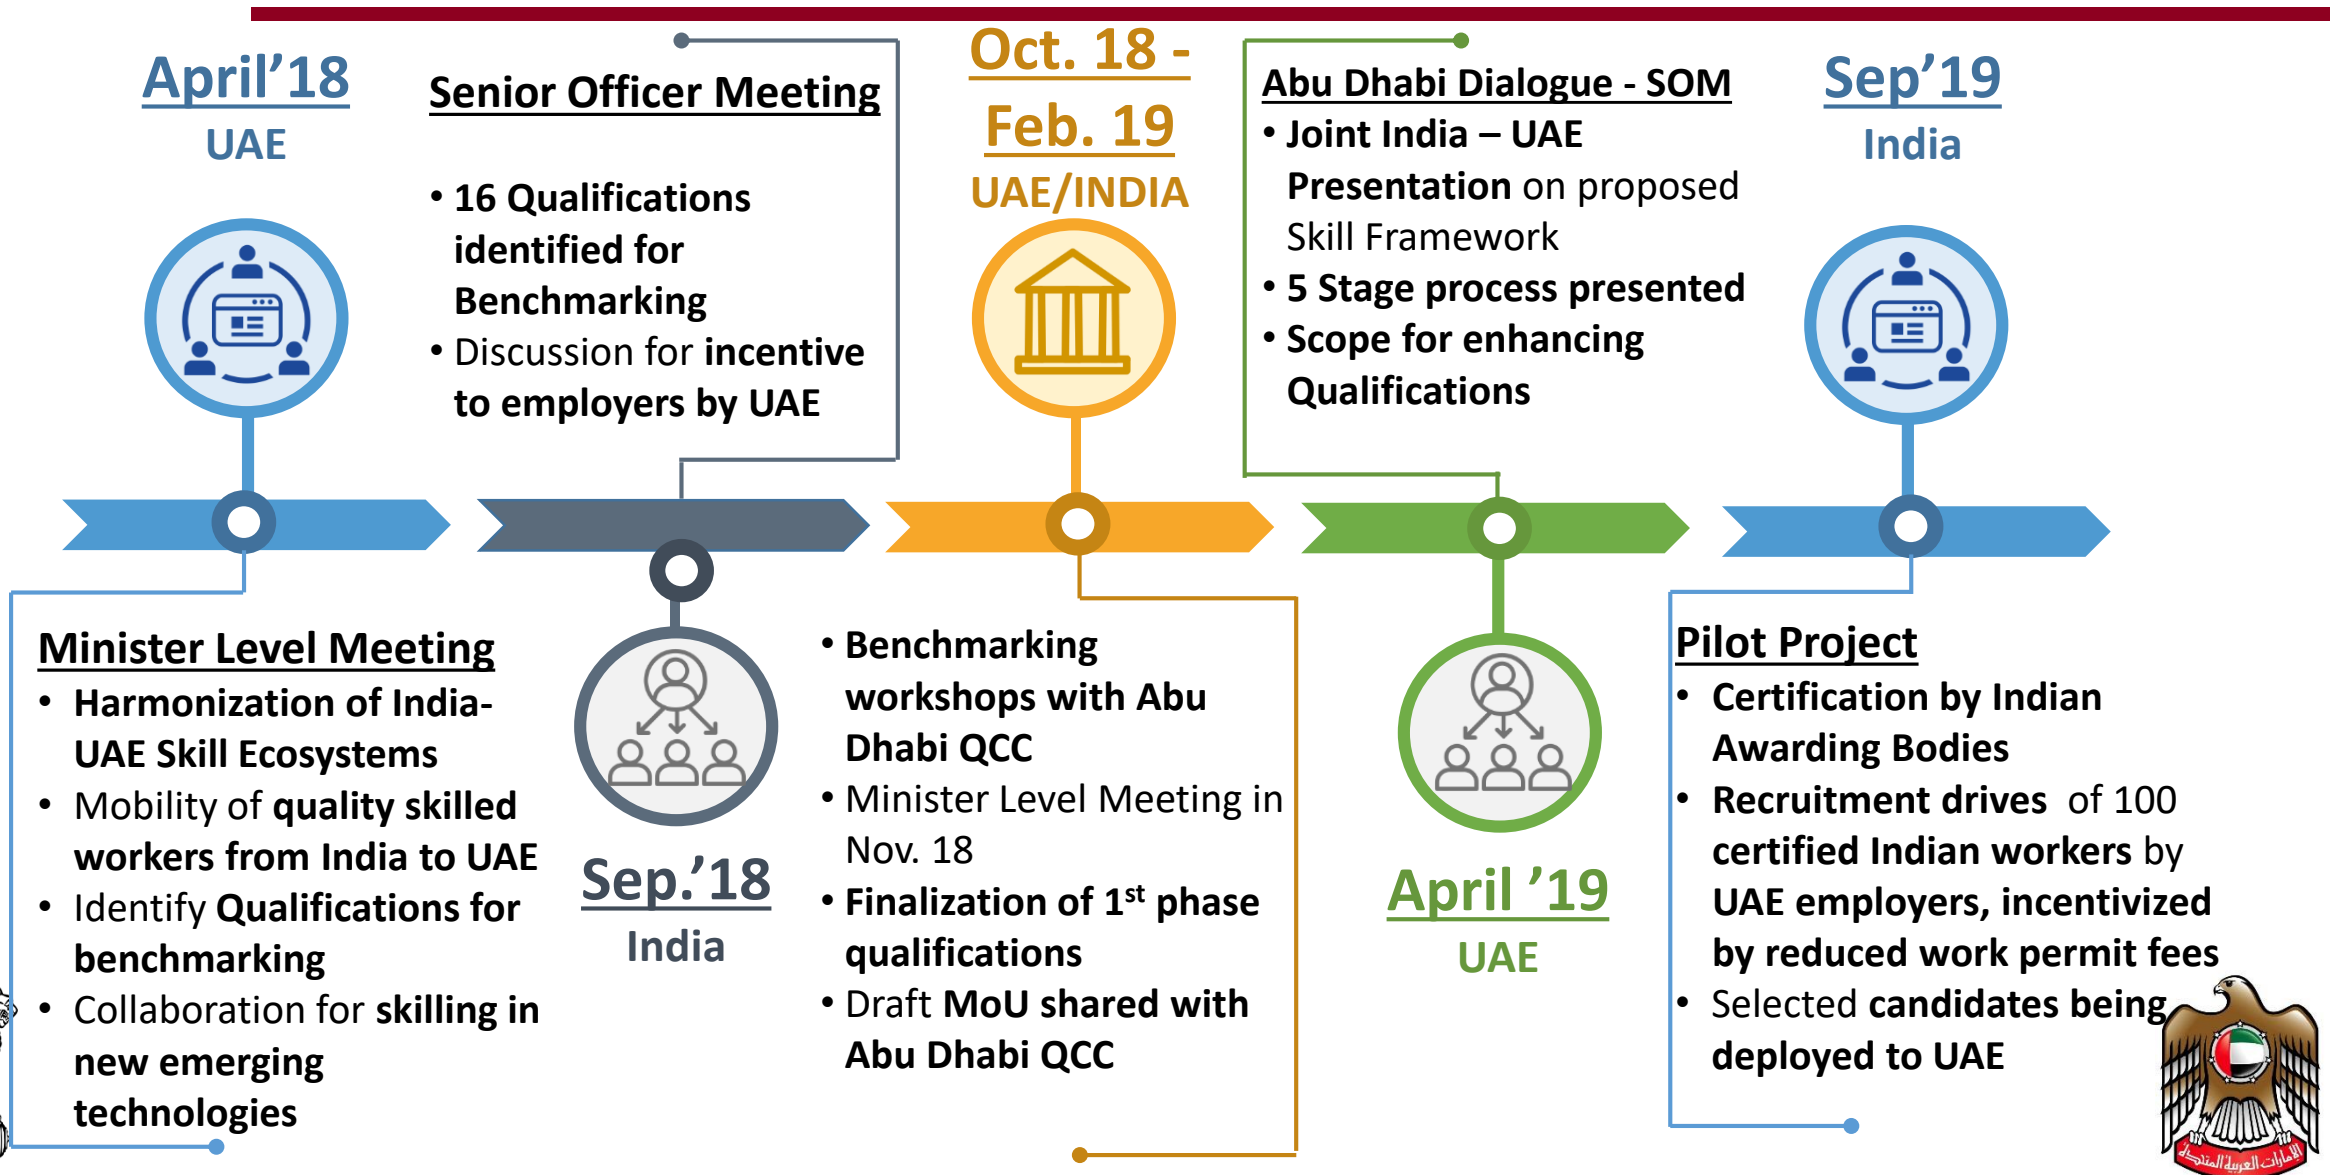 April’18
UAE
Minister Level Meeting
• Harmonization of India-
UAE Skill Ecosystems
• Mobility of quality skilled
workers from India to UAE
• Identify Qualifications for
benchmarking
• Collaboration for skilling in
new emerging
technologies
Senior Officer Meeting
• 16 Qualifications
identified for
Benchmarking
• Discussion for incentive
to employers by UAE
Sep.’18
India
Oct. 18 -
Feb. 19
UAE/INDIA
• Benchmarking
workshops with Abu
Dhabi QCC
• Minister Level Meeting in
Nov. 18
• Finalization of 1st phase
qualifications
• Draft MoU shared with
Abu Dhabi QCC
Abu Dhabi Dialogue - SOM
• Joint India – UAE
Presentation on proposed
Skill Framework
• 5 Stage process presented
• Scope for enhancing
Qualifications
April ’19
UAE
Sep’19
India
Pilot Project
• Certification by Indian
Awarding Bodies
• Recruitment drives of 100
certified Indian workers by
UAE employers, incentivized
by reduced work permit fees
• Selected candidates being
deployed to UAE
الإمارات العربية المتحدة